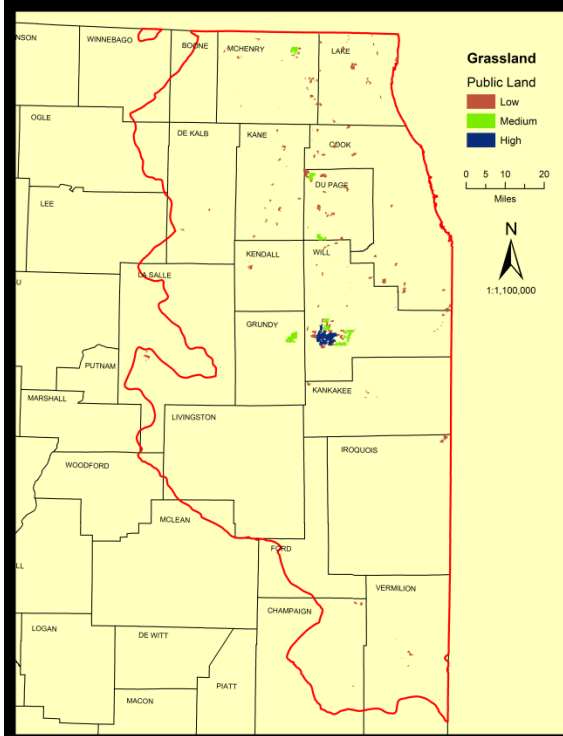 NSON
WINNEBAGO
BOONE
MCHENRY
LAKE
Grassland
Public Land
Low
Medium
High
0 5 10 20
Miles
N
1:1,100,000
OGLE
DE KALB
KANE
COOK
DU PAGE
LEE
KENDALL
WILL
LA SALLE
U
GRUNDY
PUTNAM
KANKAKEE
MARSHALL
LIVINGSTON
IROQUOIS
WOODFORD
MCLEAN
FORD
LL
VERMILION
CHAMPAIGN
LOGAN
DE WITT
PIATT
MACON